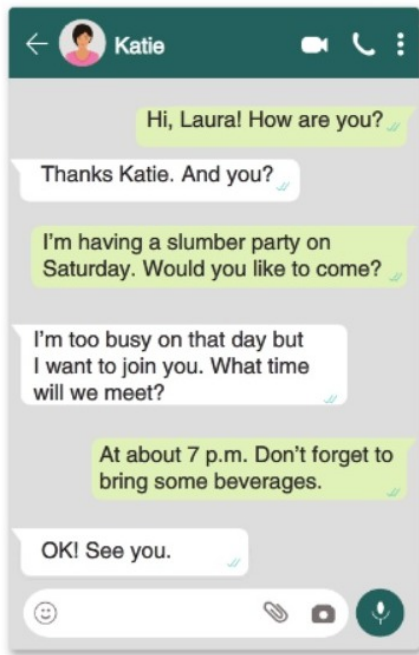 Katie
Hi, Laura! How are you?
Thanks Katie. And you?
I'm having a slumber party on
Saturday. Would you like to come?
I'm too busy on that day but
I want to join you. What time
will we meet?
At about 7 p.m. Don't forget to
bring some beverages.
OK! See you.